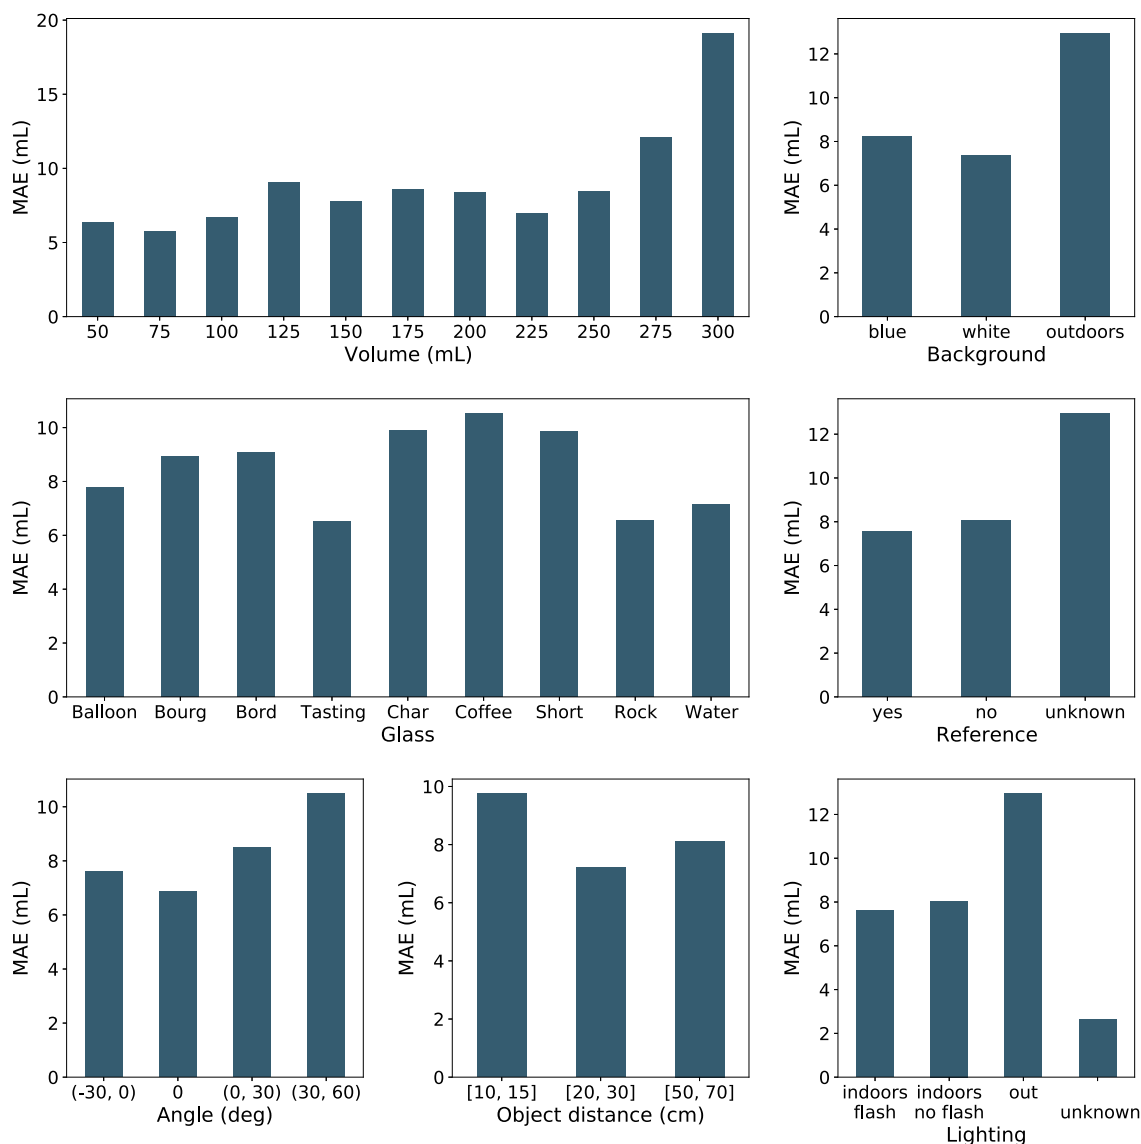 20
15
10
5
0
MAE (mL)
50 75 100 125 150 175 200 225 250 275 300
Volume (mL)
12
10
8
6
4
2
0
MAE (mL)
blue white outdoors
Background
10
8
6
4
2
0
MAE (mL)
Balloon Bourg Bord Tasting Char Coffee Short Rock Water
Glass
12
10
8
6
4
2
0
MAE (mL)
yes no unknown
Reference
10
8
6
4
2
0
MAE (mL)
(-30, 0) 0 (0, 30) (30, 60)
Angle (deg)
10
8
6
4
2
0
MAE (mL)
[10, 15] [20, 30] [50, 70]
Object distance (cm)
12
10
8
6
4
2
0
MAE (mL)
indoors indoors out
flash no flash unknown
Lighting